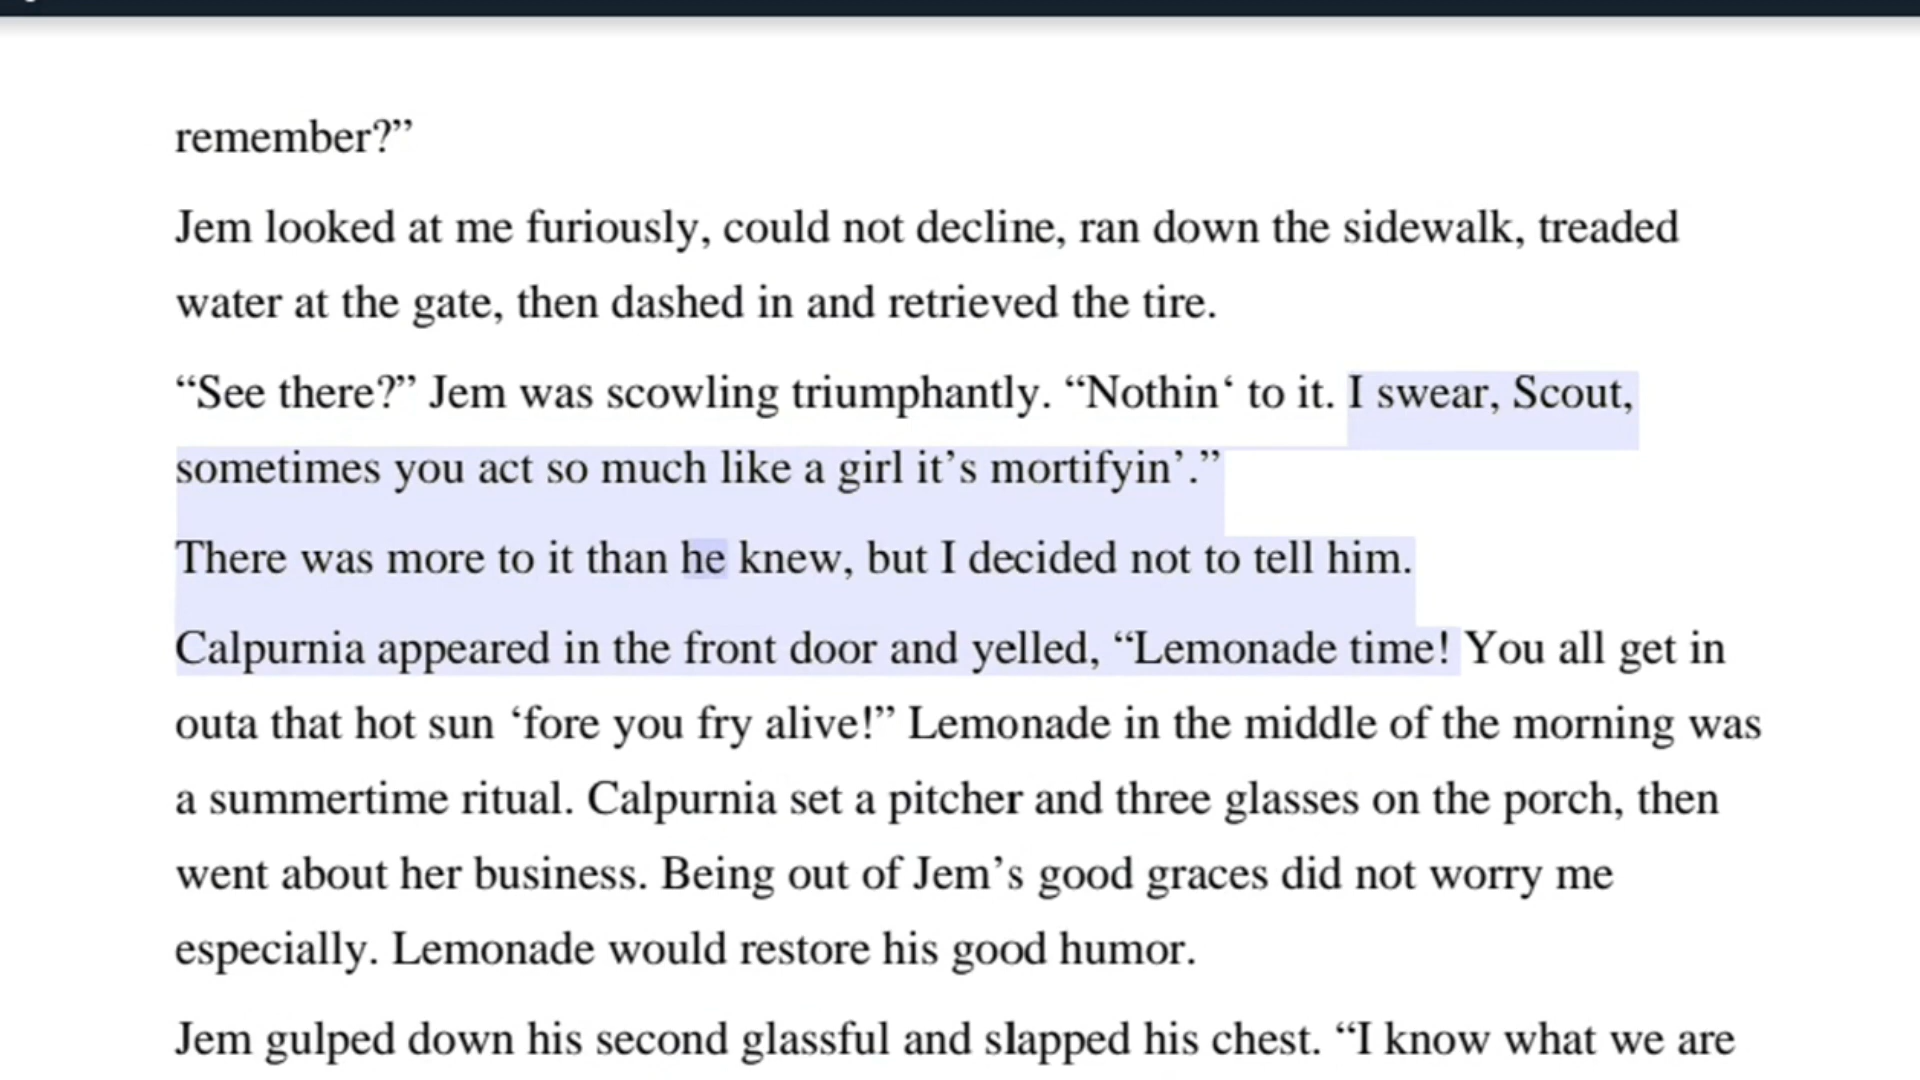 remember?”
Jem looked at me furiously, could not decline, ran down the sidewalk, treaded
water at the gate, then dashed in and retrieved the tire.
“See there?” Jem was scowling triumphantly. “Nothin‘ to it. I swear, Scout,
sometimes you act so much like a girl it’s mortifyin’.”
There was more to it than he knew, but I decided not to tell him.
Calpurnia appeared in the front door and yelled, “Lemonade time! You all get in
outa that hot sun ‘fore you fry alive!” Lemonade in the middle of the morning was
a summertime ritual. Calpurnia set a pitcher and three glasses on the porch, then
went about her business. Being out of Jem’s good graces did not worry me
especially. Lemonade would restore his good humor.
Jem gulped down his second glassful and slapped his chest. “I know what we are